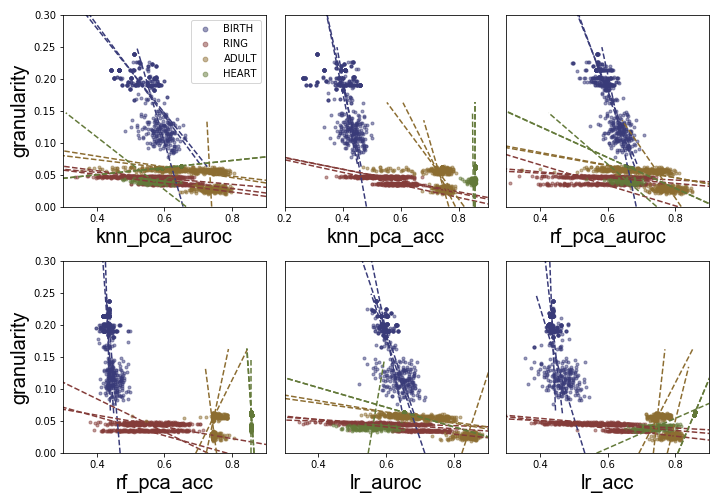 0.30
0.25
0.20
0.15
0.10
0.05
0.00
granularity
BIRTH
RING
ADULT
HEART
0.4 0.6 0.8
knn_pca_auroc
0.2 0.4 0.6 0.8
knn_pca_acc
0.4 0.6 0.8
rf_pca_auroc
0.30
0.25
0.20
0.15
0.10
0.05
0.00
granularity
0.4 0.6 0.8
rf_pca_acc
0.4 0.6 0.8
lr_auroc
0.4 0.6 0.8
lr_acc